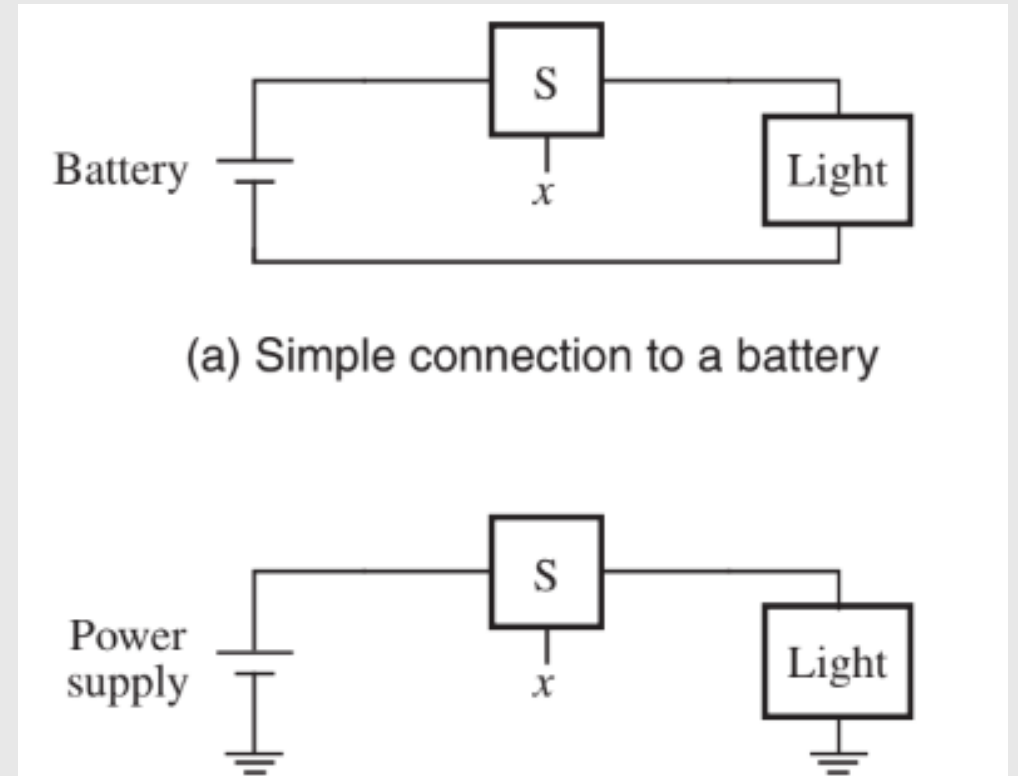 S
Battery
x
Light
(a) Simple connection to a battery
S
Power
supply
x
Light